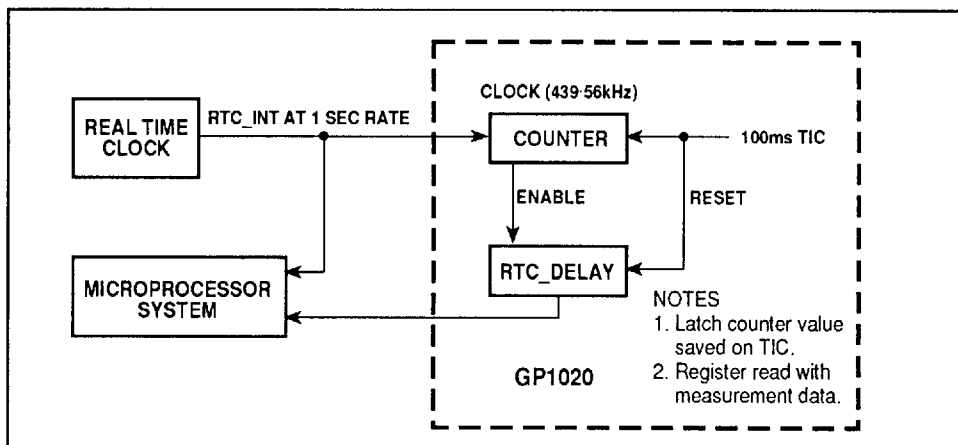 REAL TIME
CLOCK
RTC_INT AT 1 SEC RATE
CLOCK (439·56kHz)
COUNTER
100ms TIC
ENABLE
RESET
MICROPROCESSOR
SYSTEM
RTC_DELAY
NOTES
1. Latch counter value
saved on TIC.
2. Register read with
measurement data.
GP1020